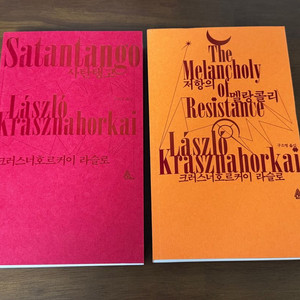 Satantango
사탄탱고
László
Krasznahorkai
크러스너호르커이 라슬로
The
Melancholy
저항의
of
멜랑콜리
Resistance
László
Krasznahorkai
크러스너호르커이 라슬로